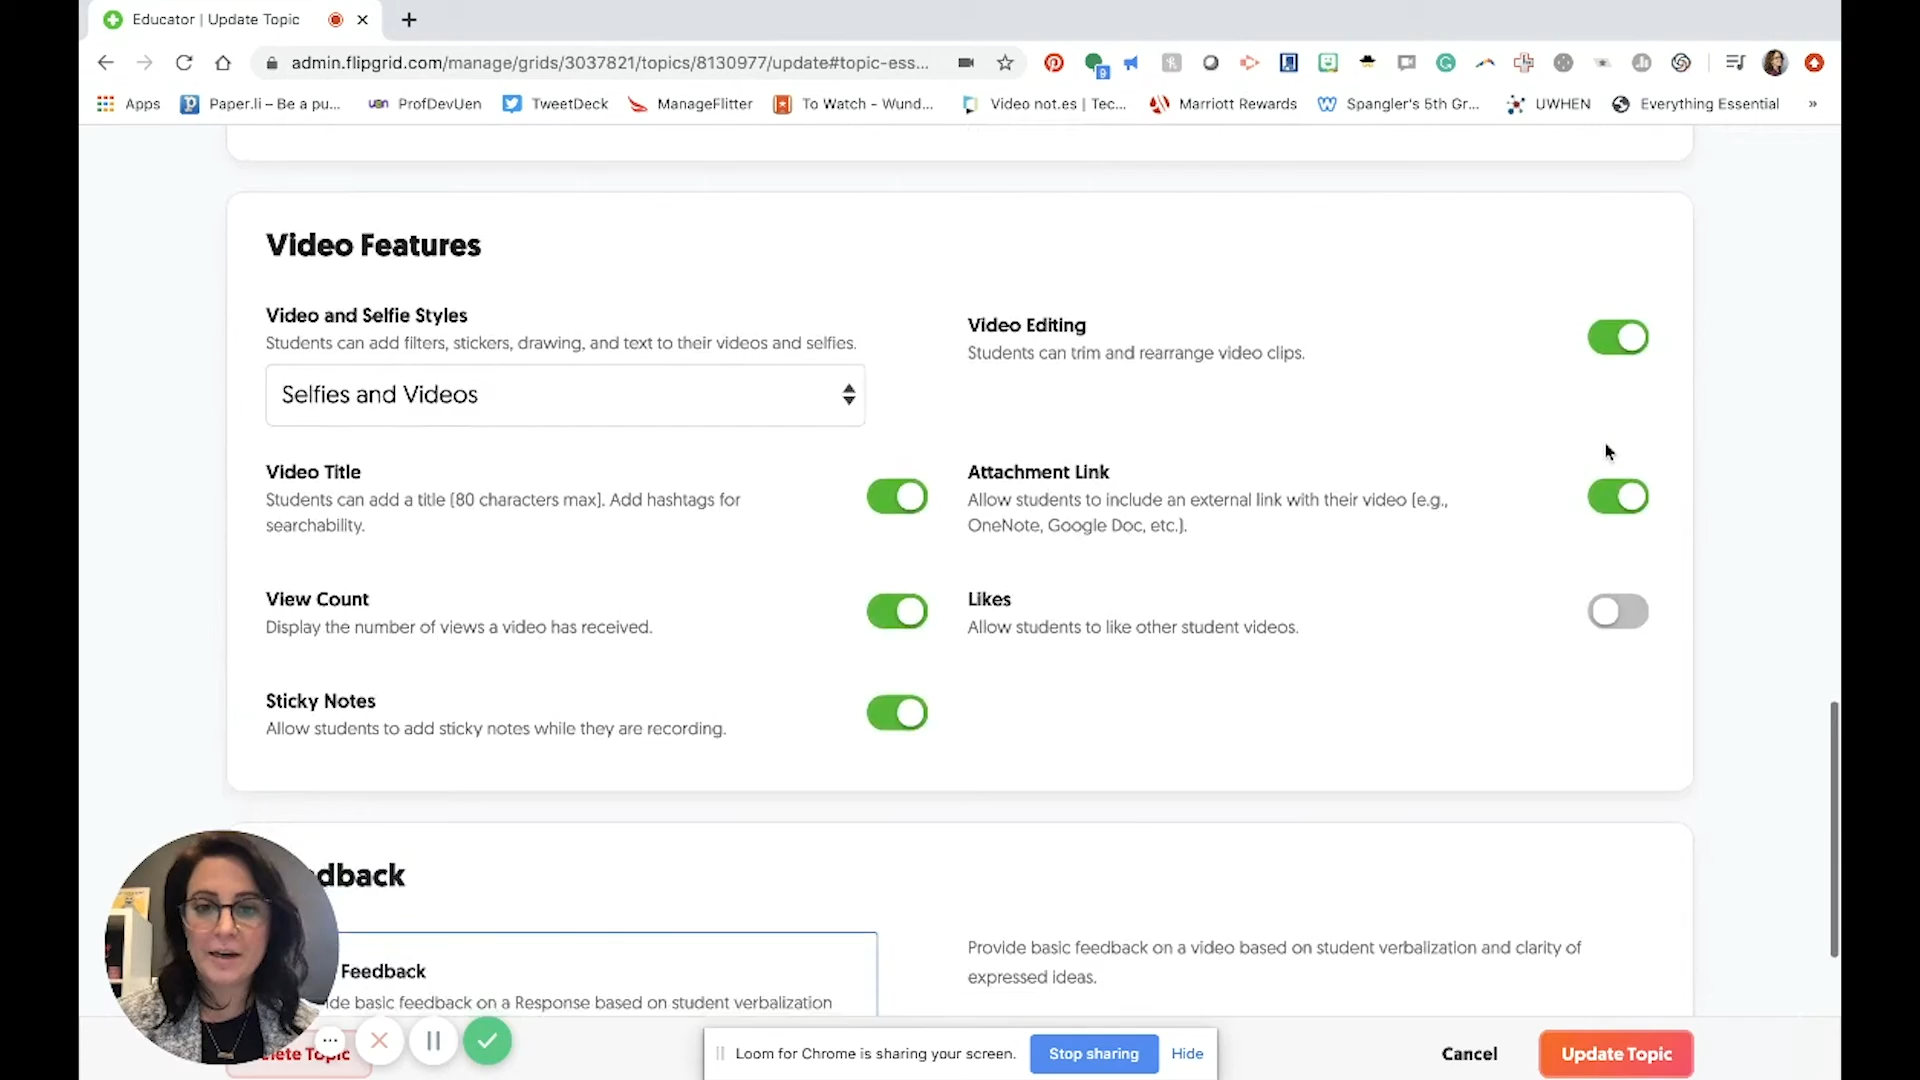 Educator | Update Topic
admin.flipgrid.com/manage/grids/3037821/topics/8130977/update#topic-ess...
9
Apps
Paper.li – Be a pu...
uen ProfDevUen
TweetDeck
ManageFlitter
To Watch - Wund...
Video not.es | Tec...
Marriott Rewards
Spangler's 5th Gr...
UWHEN
Everything Essential
»
Video Features
Video and Selfie Styles
Students can add filters, stickers, drawing, and text to their videos and selfies.
Selfies and Videos
Video Editing
Students can trim and rearrange video clips.
Video Title
Students can add a title [80 characters max]. Add hashtags for
searchability.
Attachment Link
Allow students to include an external link with their video [e.g.,
OneNote, Google Doc, etc.].
View Count
Display the number of views a video has received.
Likes
Allow students to like other student videos.
Sticky Notes
Allow students to add sticky notes while they are recording.
dback
Feedback
ide basic feedback on a Response based on student verbalization
Provide basic feedback on a video based on student verbalization and clarity of
expressed ideas.
lete Topic
Loom for Chrome is sharing your screen.
Stop sharing
Hide
Cancel
Update Topic